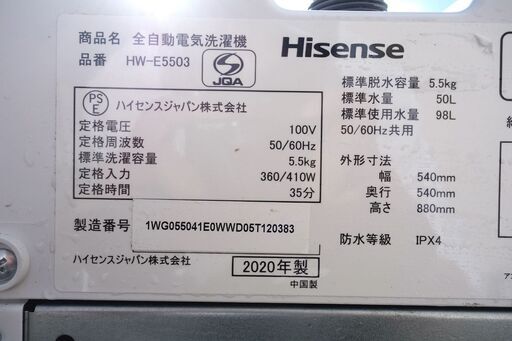 商品名 全自動電気洗濯機
品番 HW-E5503
JQA
Hisense
PS
E
ハイセンスジャパン株式会社
定格電圧 100V
定格周波数 50/60Hz
標準洗濯容量 5.5kg
定格入力 360/410W
定格時間 35分
標準脱水容量 5.5kg
標準水量 50L
標準使用水量 98L
50/60Hz共用
外形寸法
幅 540mm
奥行 540mm
高さ 880mm
防水等級 IPX4
製造番号 1WG055041E0WWD05T120383
ハイセンスジャパン株式会社
2020年製
中国製